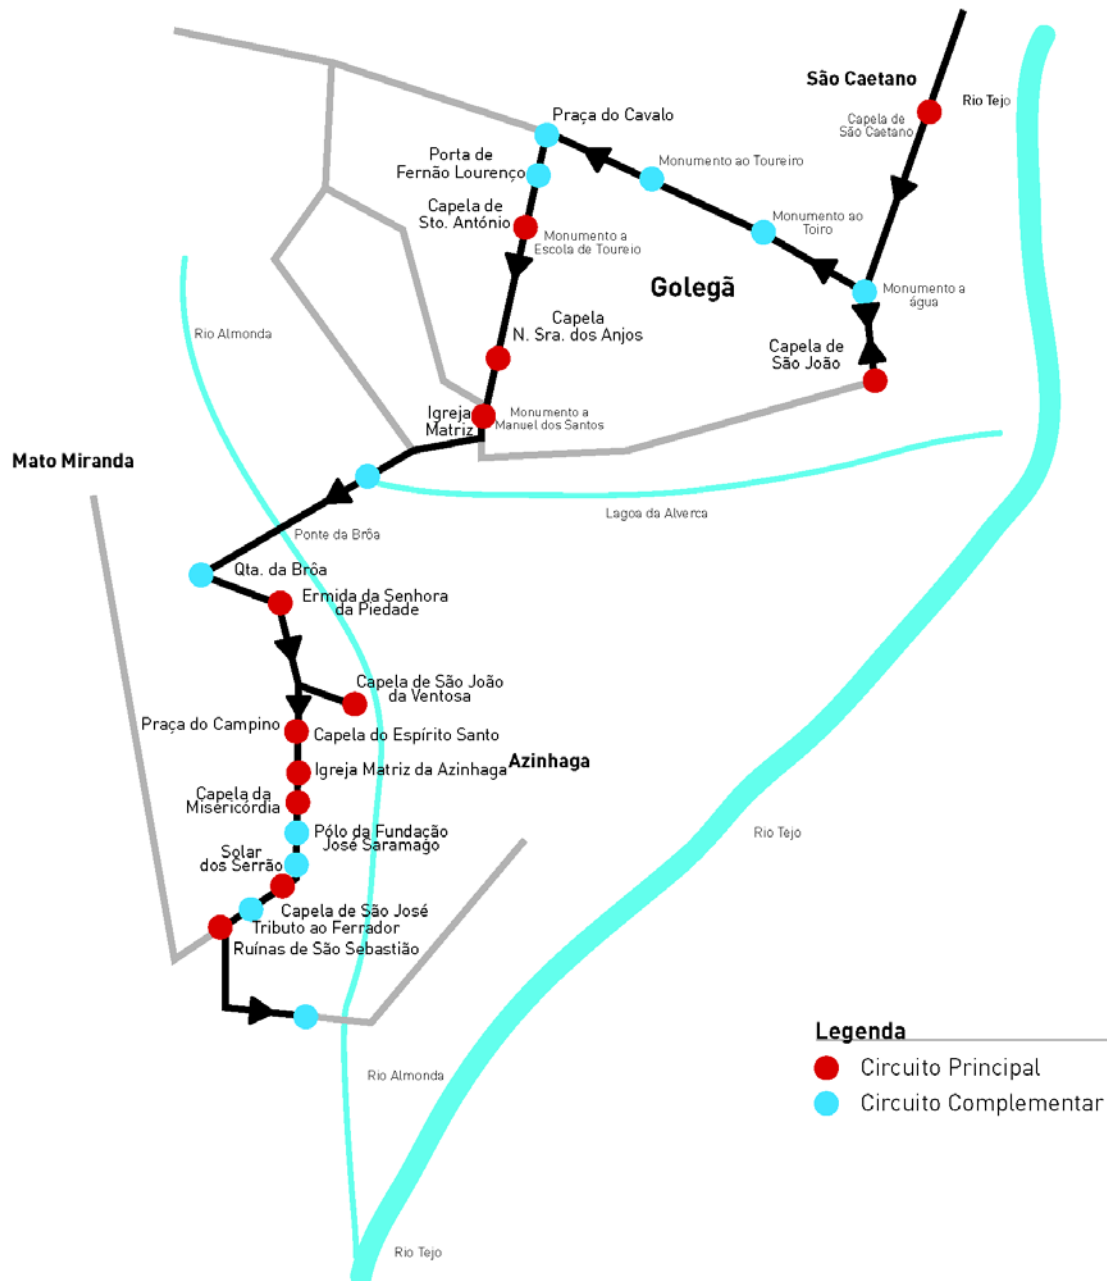 São Caetano
Rio Tejo
Capela de
São Caetano
Praça do Cavalo
Porta de
Fernão Lourenço
Monumento ao Toureiro
Capela de
Sto. António
Monumento a
Escola de Toureio
Monumento ao
Toiro
Golegã
Monumento a
água
Rio Almonda
Capela
N. Sra. dos Anjos
Capela de
São João
Igreja
Matriz
Monumento a
Manuel dos Santos
Mato Miranda
Lagoa da Alverca
Ponte da Brôa
Qta. da Brôa
Ermida da Senhora
da Piedade
Capela de São João
da Ventosa
Praça do Campino
Capela do Espírito Santo
Azinhaga
Igreja Matriz da Azinhaga
Capela da
Misericórdia
Pólo da Fundação
José Saramago
Rio Tejo
Solar
dos Serrão
Capela de São José
Tributo ao Ferrador
Ruínas de São Sebastião
Legenda
Circuito Principal
Rio Almonda
Circuito Complementar
Rio Tejo